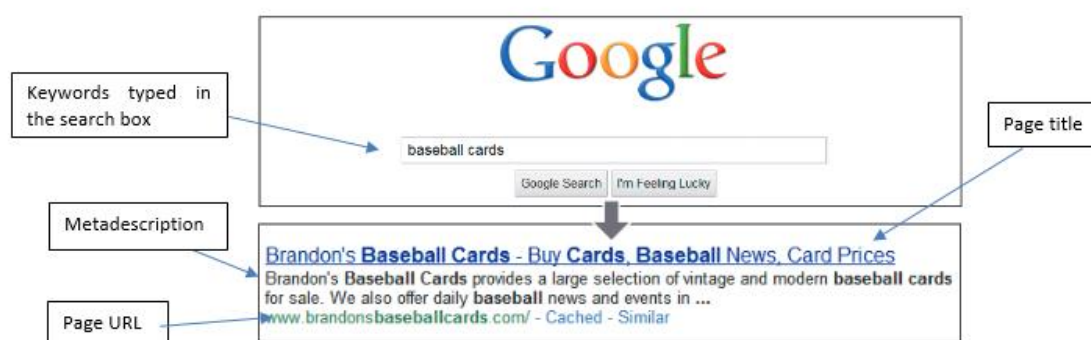 Google
Keywords typed in
the search box
Page title
baseball cards
Google Search I'm Feeling Lucky
Metadescription
Brandon's Baseball Cards - Buy Cards, Baseball News, Card Prices
Brandon's Baseball Cards provides a large selection of vintage and modern baseball cards
for sale. We also offer daily baseball news and events in ...
www.brandonsbaseballcards.com/ - Cached - Similar
Page URL